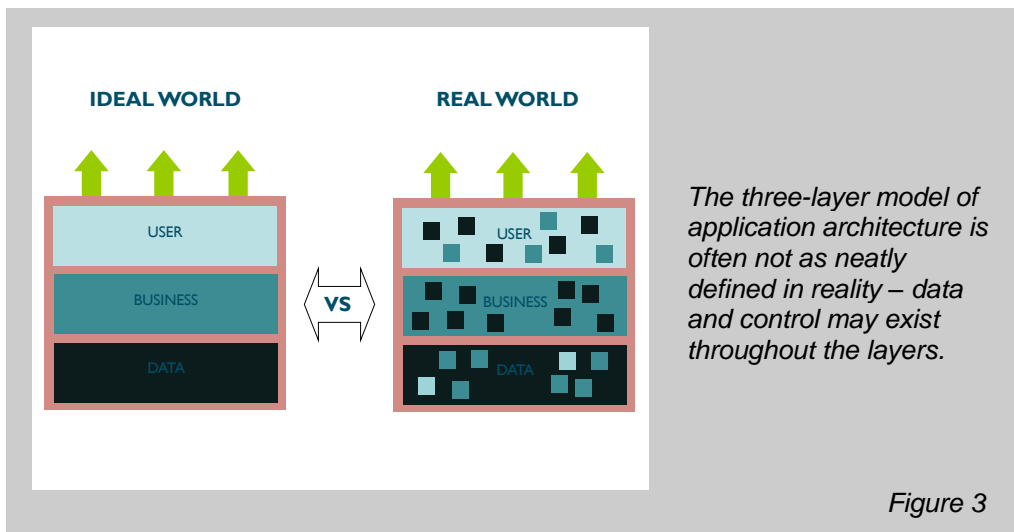 IDEAL WORLD
REAL WORLD
USER
BUSINESS
DATA
VS
USER
BUSINESS
DATA
The three-layer model of
application architecture is
often not as neatly
defined in reality – data
and control may exist
throughout the layers.
Figure 3